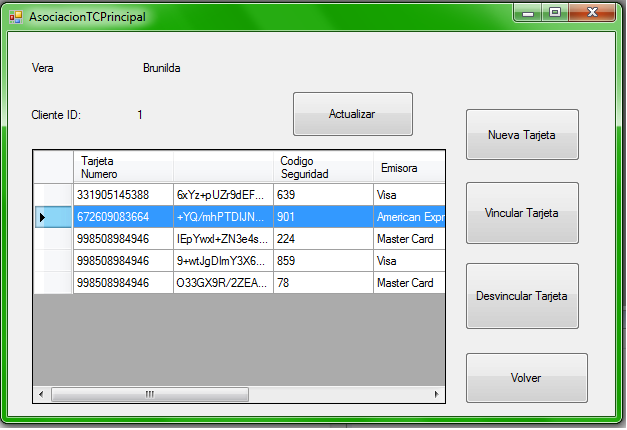 AsociacionTCPrincipal
Vera Brunilda
Cliente ID: 1
Actualizar
Nueva Tarjeta
Vincular Tarjeta
Desvincular Tarjeta
Volver
Tarjeta Codigo
Numero Seguridad Emisora
331905145388 6xYz+pUZr9dEF... 639 Visa
672609083664 +YQ/mhPTDIJN... 901 American Expr
998508984946 IEpYwxl+ZN3e4s... 224 Master Card
998508984946 9+wtJgDlmY3X6... 859 Visa
998508984946 O33GX9R/2ZEA... 78 Master Card